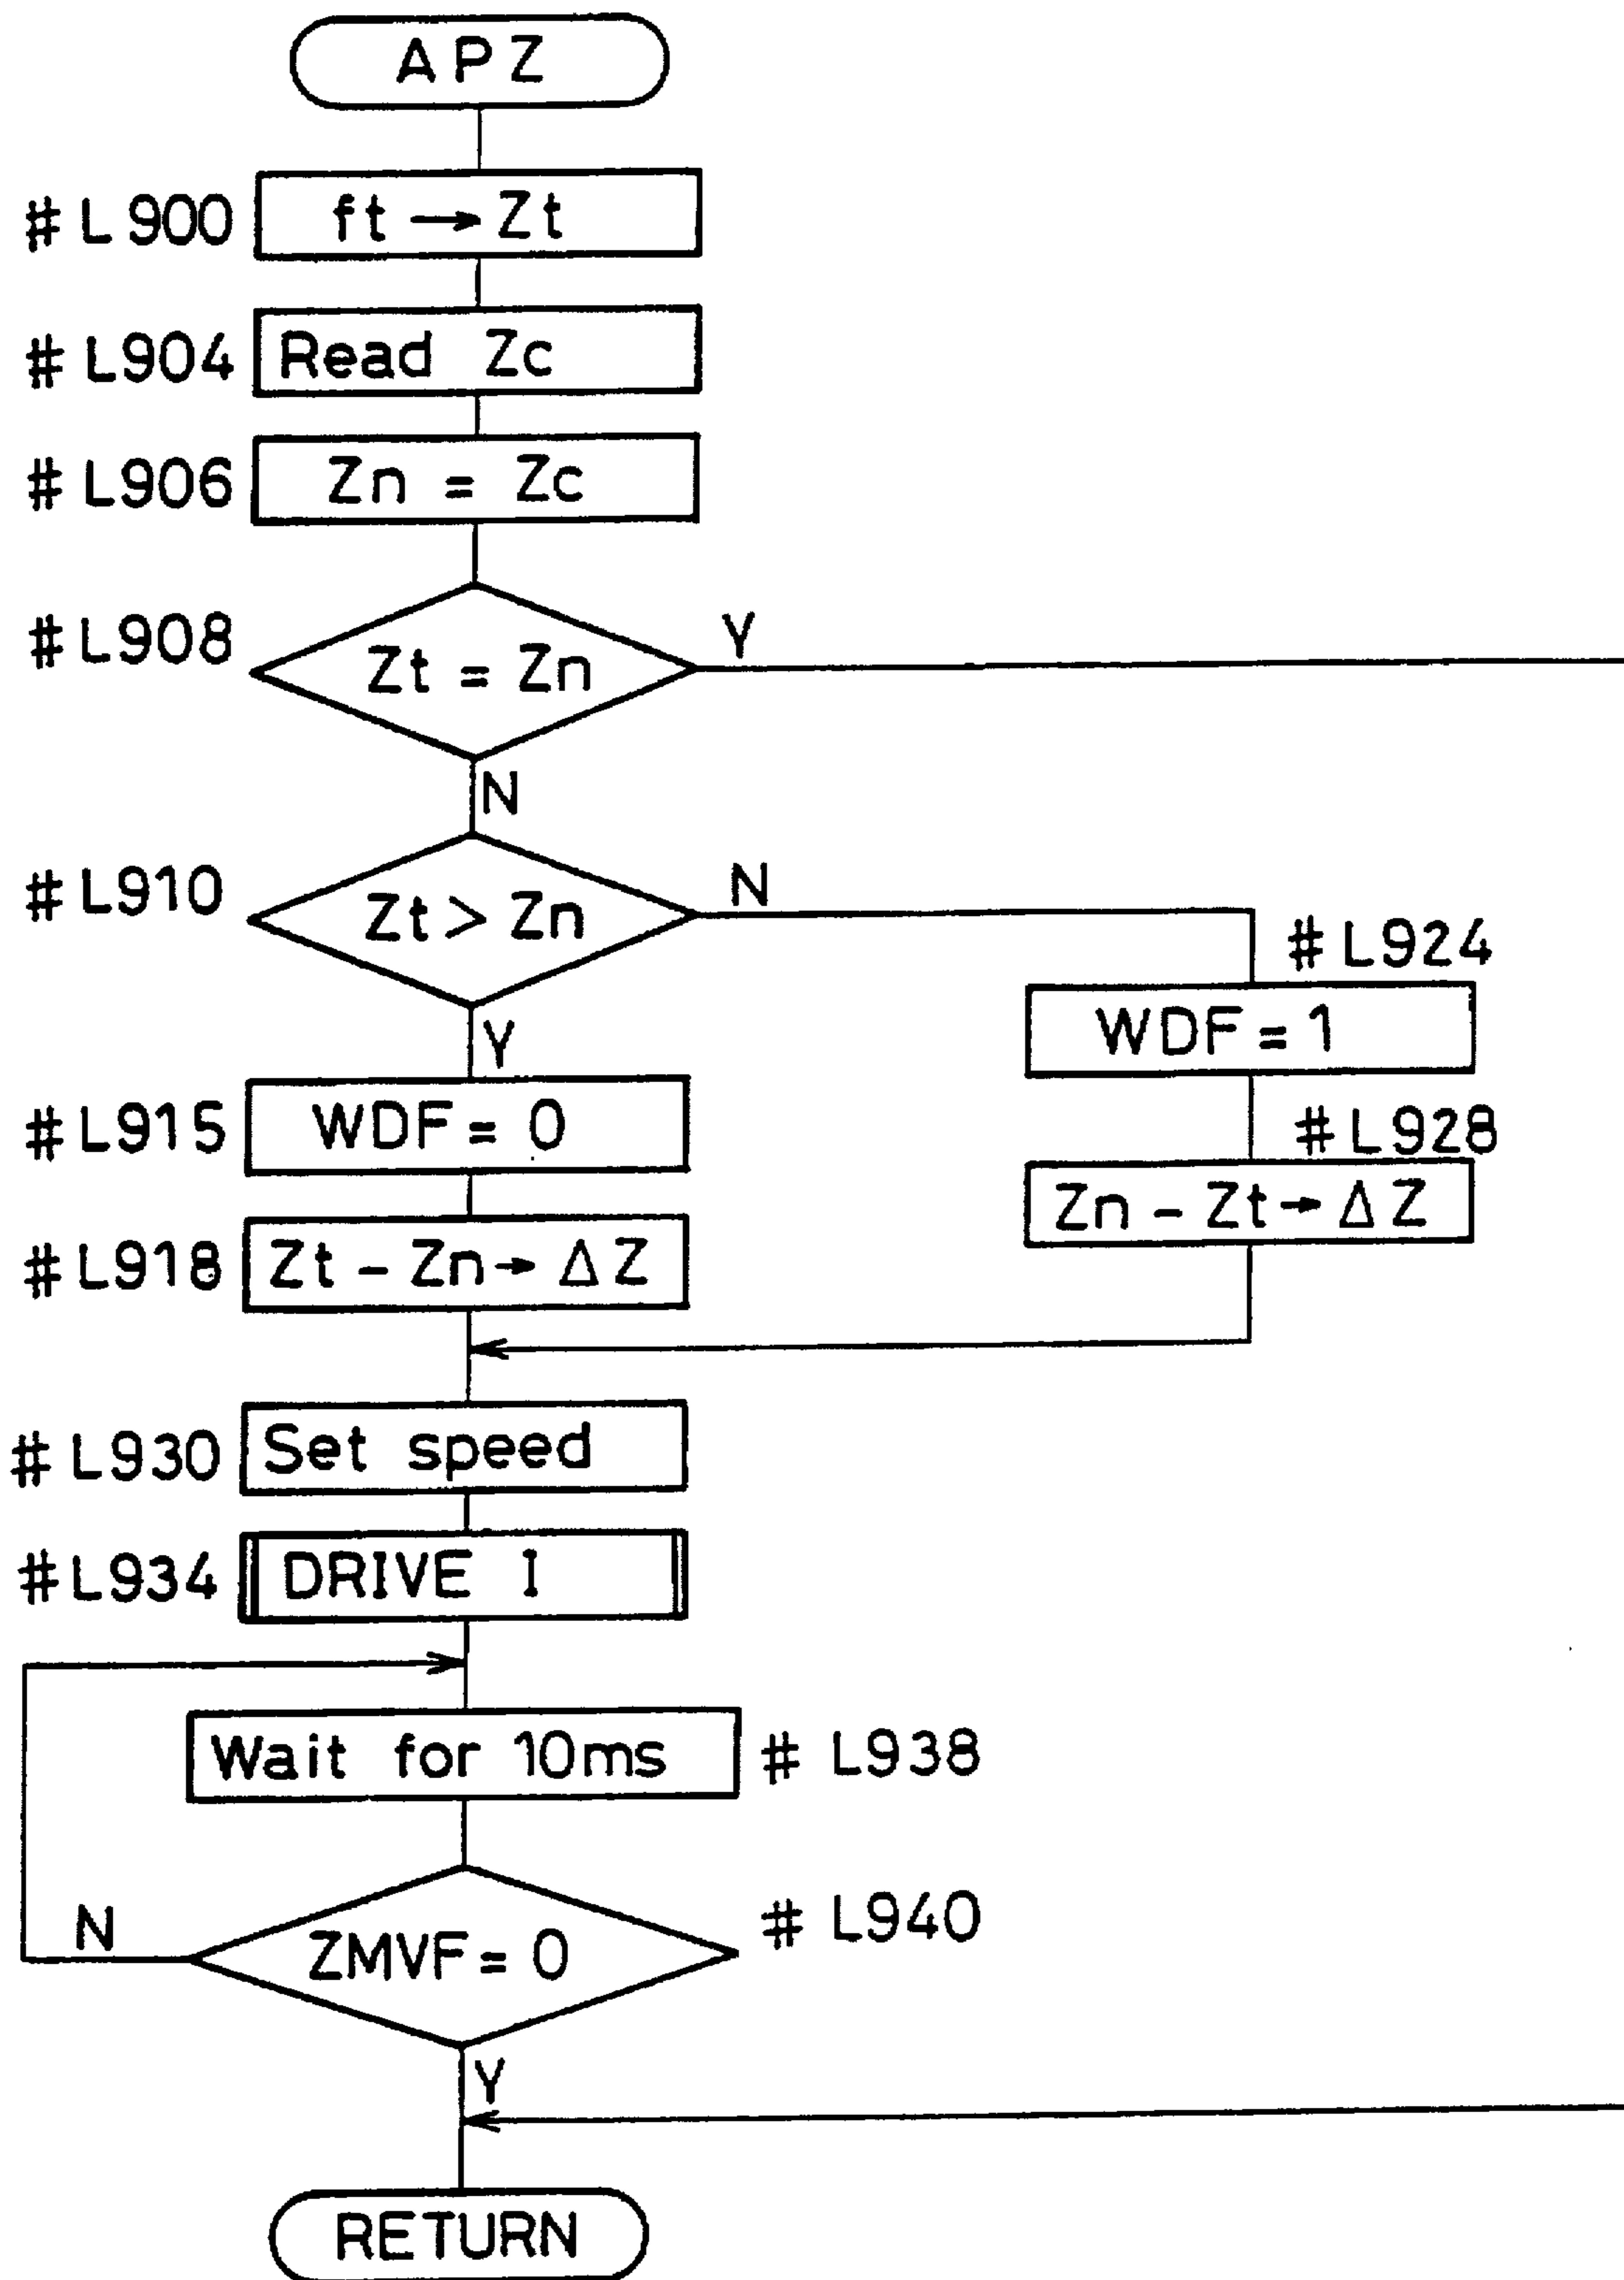 APZ
#L900 ft → Zt
#L904 Read Zc
#L906 Zn = Zc
#L908 Zt = Zn Y
N
#L910 Zt > Zn N
#L924
WDF = 1
Y
#L915 WDF = 0
#L928
Zn - Zt → ΔZ
#L918 Zt - Zn → ΔZ
#L930 Set speed
#L934 DRIVE I
Wait for 10ms #L938
N ZMVF = 0 #L940
Y
RETURN